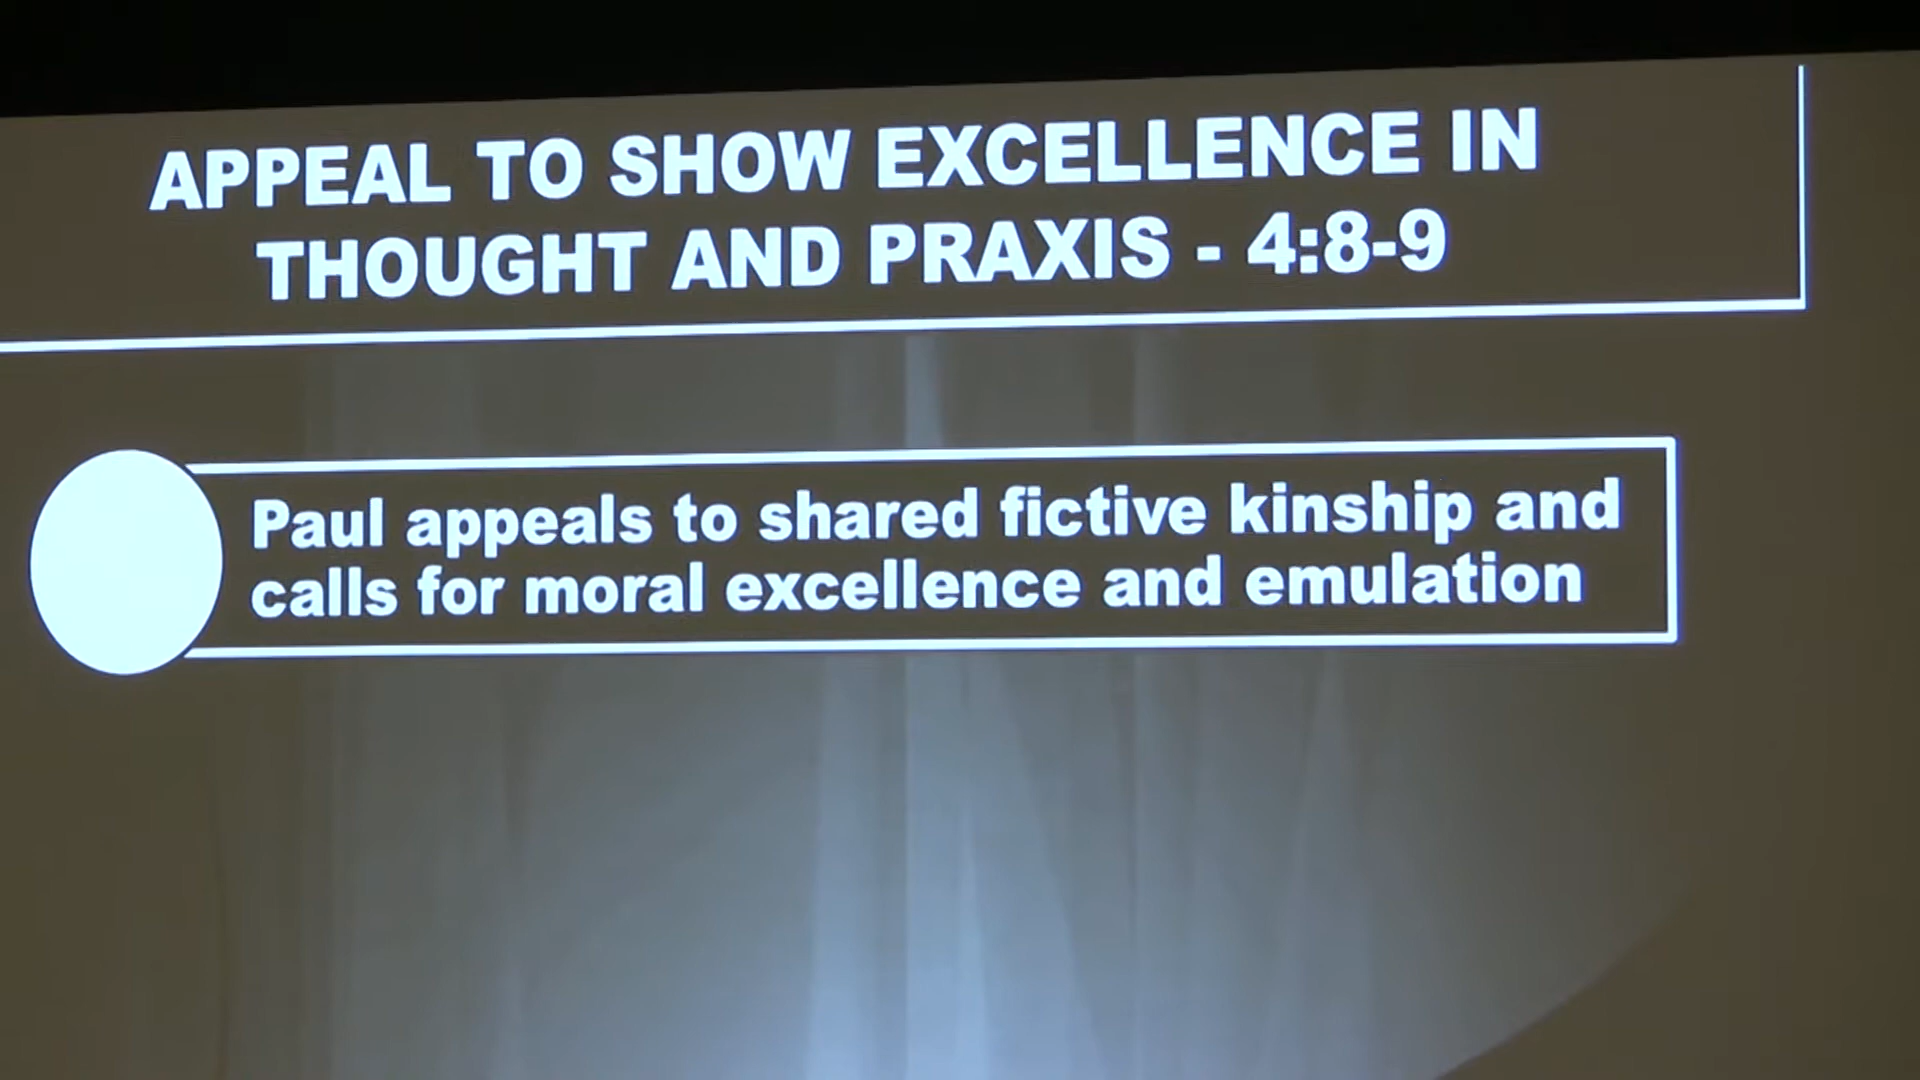 APPEAL TO SHOW EXCELLENCE IN
THOUGHT AND PRAXIS - 4:8-9
Paul appeals to shared fictive kinship and
calls for moral excellence and emulation